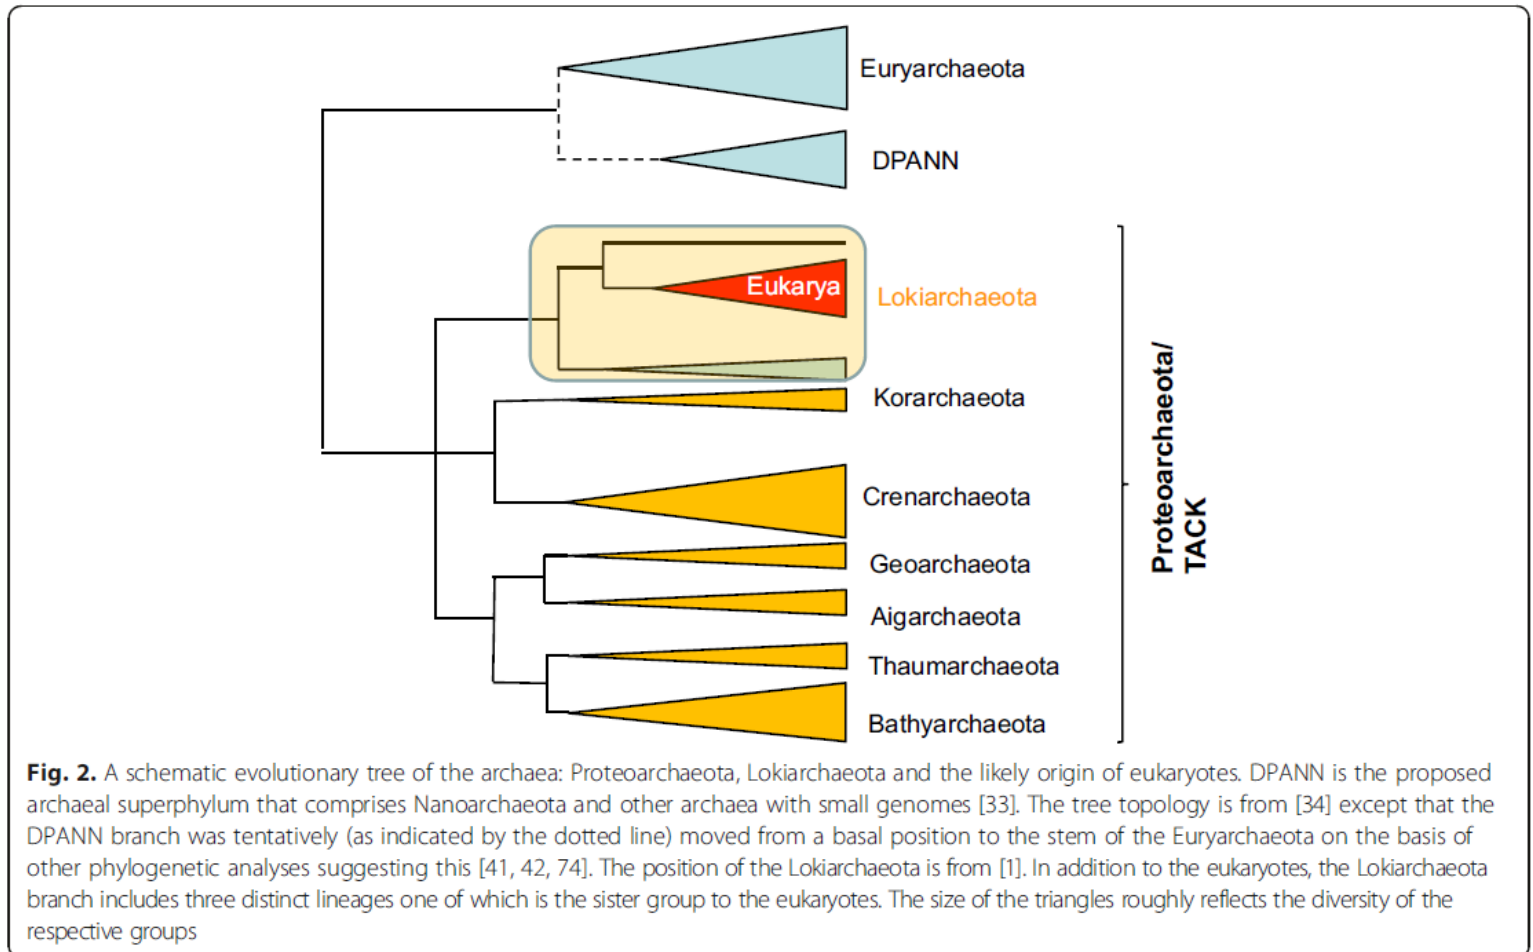 Euryarchaeota
DPANN
Eukarya
Lokiarchaeota
Korarchaeota
Crenarchaeota
Geoarchaeota
Aigarchaeota
Thaumarchaeota
Bathyarchaeota
Proteoarchaeota/
TACK
Fig. 2. A schematic evolutionary tree of the archaea: Proteoarchaeota, Lokiarchaeota and the likely origin of eukaryotes. DPANN is the proposed
archaeal superphylum that comprises Nanoarchaeota and other archaea with small genomes [33]. The tree topology is from [34] except that the
DPANN branch was tentatively (as indicated by the dotted line) moved from a basal position to the stem of the Euryarchaeota on the basis of
other phylogenetic analyses suggesting this [41, 42, 74]. The position of the Lokiarchaeota is from [1]. In addition to the eukaryotes, the Lokiarchaeota
branch includes three distinct lineages one of which is the sister group to the eukaryotes. The size of the triangles roughly reflects the diversity of the
respective groups